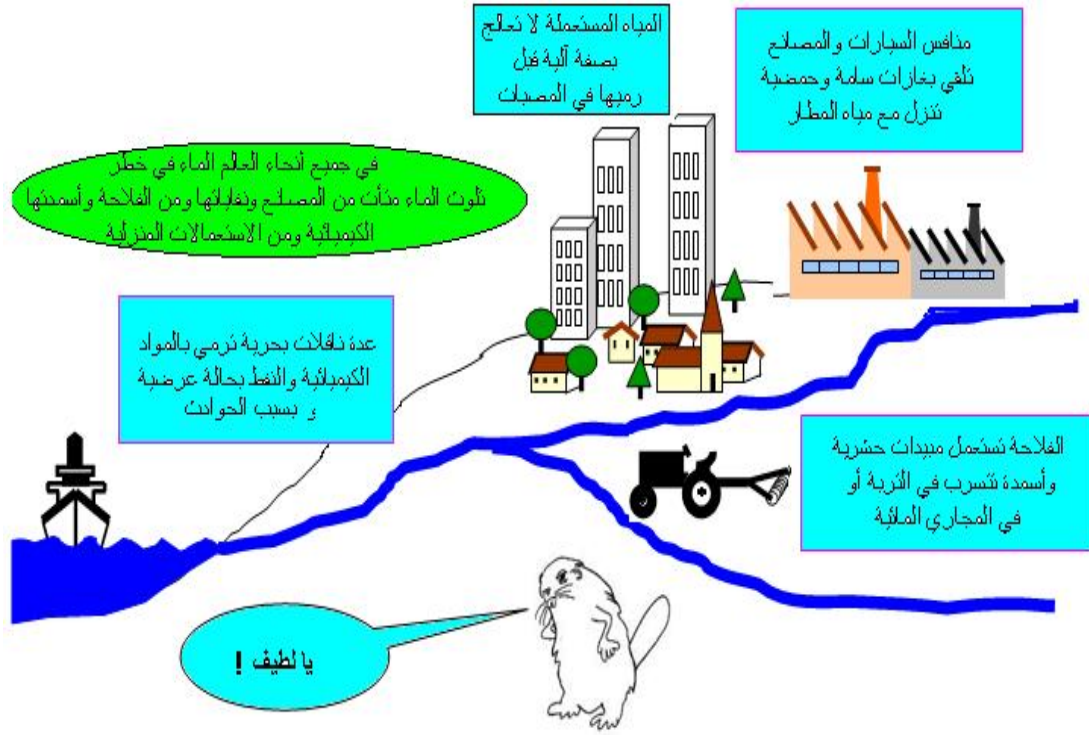 المياه المستعملة لا تعالج
بصفة آلية قبل
رميها في المصبات
منافس السيارات والمصانع
تلقي بغازات سامة وحمضية
تنزل مع مياه المطار
في جميع أنحاء العالم الماء في خطر
تلوث الماء متأت من المصانع ونفاياتها ومن الفلاحة وأسمدتها
الكيميائية ومن الاستعمالات المنزلية
عدة ناقلات بحرية ترمي بالمواد
الكيميائية والنفط بحالة عرضية
و بسبب الحوادث
الفلاحة تستعمل مبيدات حشرية
وأسمدة تتسرب في التربة أو
في المجاري المائية
يا لطيف !